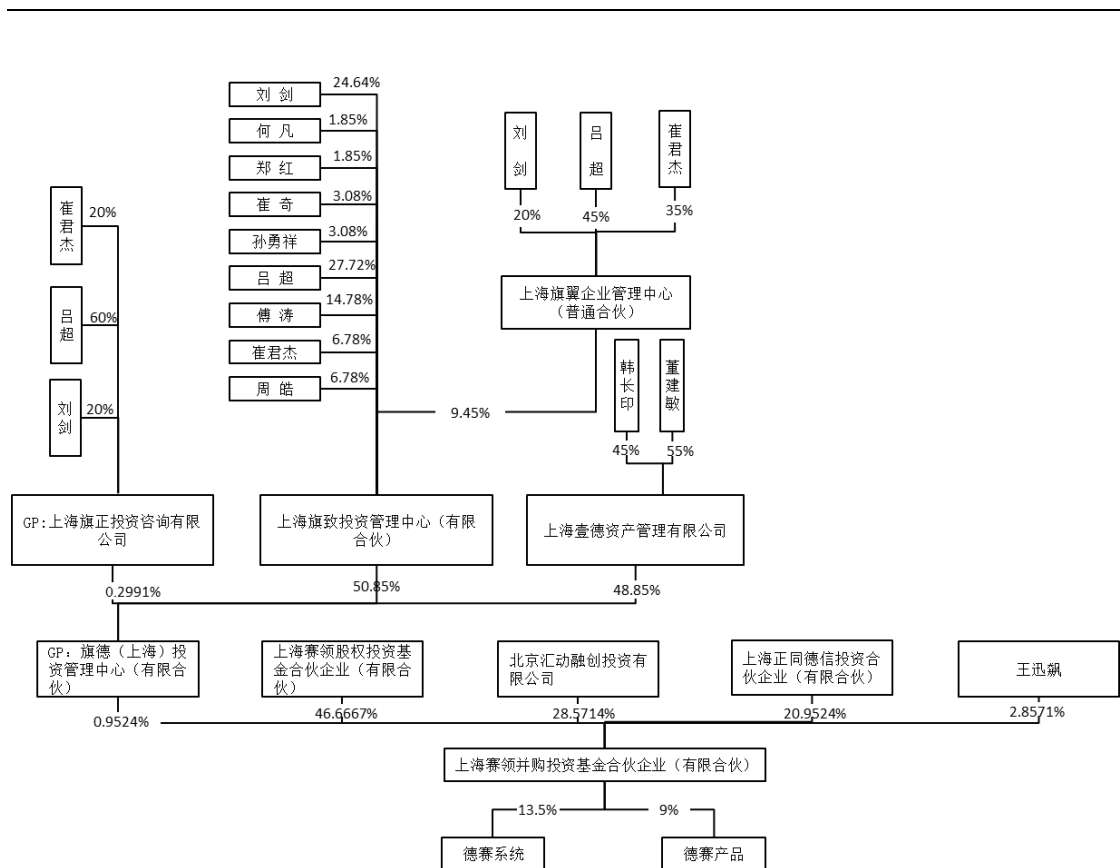 刘 剑
24.64%
何 凡
1.85%
郑 红
1.85%
崔 奇
3.08%
孙勇祥
3.08%
吕 超
27.72%
傅 涛
14.78%
崔君杰
6.78%
周 皓
6.78%
刘剑
20%
吕超
45%
崔君杰
35%
上海旗翼企业管理中心
（普通合伙）
崔君杰
20%
吕超
60%
刘剑
20%
9.45%
韩长印
45%
董建敏
55%
GP:上海旗正投资咨询有限
公司
上海旗致投资管理中心（有限
合伙）
上海壹德资产管理有限公司
0.2991%
50.85%
48.85%
GP：旗德（上海）投
资管理中心（有限合
伙）
上海赛领股权投资基
金合伙企业（有限合
伙）
北京汇动融创投资有
限公司
上海正同德信投资合
伙企业（有限合伙）
王迅飙
0.9524%
46.6667%
28.5714%
20.9524%
2.8571%
上海赛领并购投资基金合伙企业（有限合伙）
13.5%
9%
德赛系统
德赛产品